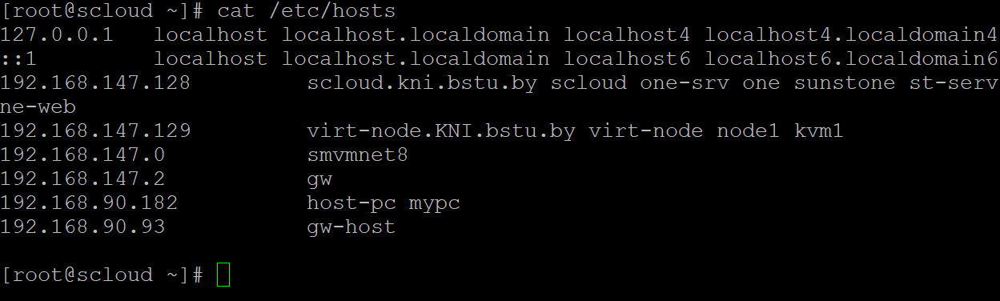 [root@scloud ~]# cat /etc/hosts
127.0.0.1   localhost localhost.localdomain localhost4 localhost4.localdomain4
::1         localhost localhost.localdomain localhost6 localhost6.localdomain6
192.168.147.128         scloud.kni.bstu.by scloud one-srv one sunstone st-serv
ne-web
192.168.147.129         virt-node.KNI.bstu.by virt-node node1 kvm1
192.168.147.0           smvmnet8
192.168.147.2           gw
192.168.90.182          host-pc mypc
192.168.90.93           gw-host
[root@scloud ~]#